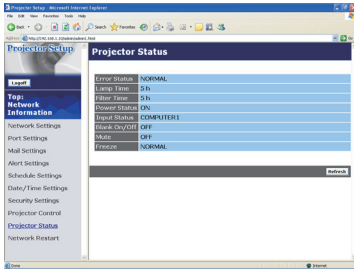 Projector Setup - Microsoft Internet Explorer
File Edit View Favorites Tools Help
Back Search Favorites
Address
Go
Projector Setup
Logoff
Top:
Network
Information
Network Settings
Port Settings
Mail Settings
Alert Settings
Schedule Settings
Date/Time Settings
Security Settings
Projector Control
Projector Status
Network Restart
Projector Status
Error Status NORMAL
Lamp Time 5 h
Filter Time 5 h
Power Status ON
Input Status COMPUTER1
Blank On/Off OFF
Mute OFF
Freeze NORMAL
Refresh
Done Internet